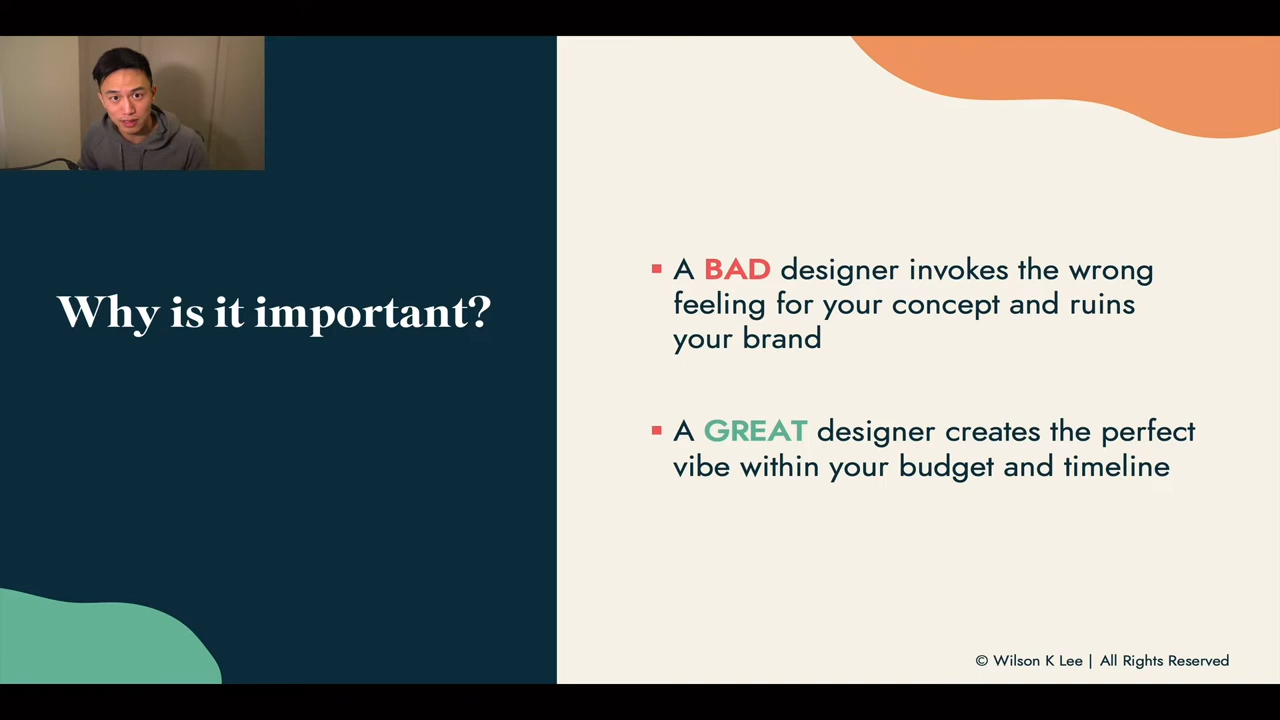 Why is it important?
A BAD designer invokes the wrong
feeling for your concept and ruins
your brand
A GREAT designer creates the perfect
vibe within your budget and timeline
© Wilson K Lee | All Rights Reserved